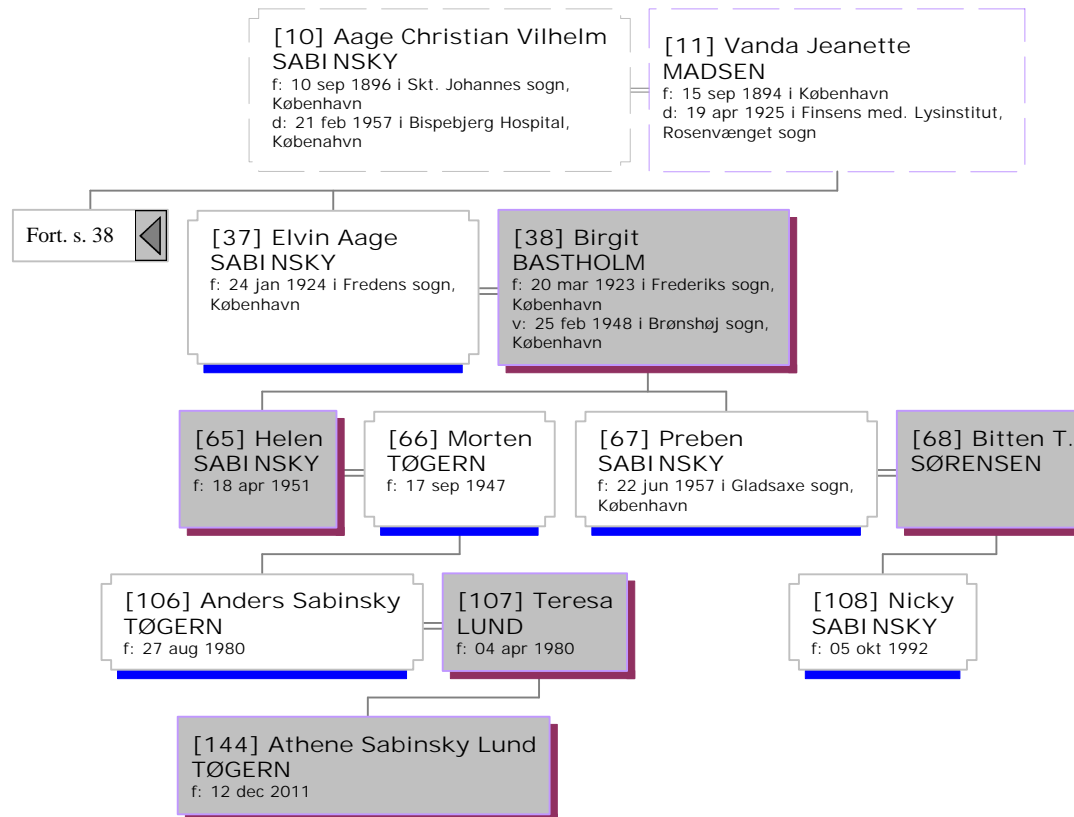 [10] Aage Christian Vilhelm
SABINSKY
f: 10 sep 1896 i Skt. Johannes sogn,
København
d: 21 feb 1957 i Bispebjerg Hospital,
Købenahvn
[11] Vanda Jeanette
MADSEN
f: 15 sep 1894 i København
d: 19 apr 1925 i Finsens med. Lysinstitut,
Rosenvænget sogn
Fort. s. 38
[37] Elvin Aage
SABINSKY
f: 24 jan 1924 i Fredens sogn,
København
[38] Birgit
BASTHOLM
f: 20 mar 1923 i Frederiks sogn,
København
v: 25 feb 1948 i Brønshøj sogn,
København
[65] Helen
SABINSKY
f: 18 apr 1951
[66] Morten
TØGERN
f: 17 sep 1947
[67] Preben
SABINSKY
f: 22 jun 1957 i Gladsaxe sogn,
København
[68] Bitten T.
SØRENSEN
[106] Anders Sabinsky
TØGERN
f: 27 aug 1980
[107] Teresa
LUND
f: 04 apr 1980
[108] Nicky
SABINSKY
f: 05 okt 1992
[144] Athene Sabinsky Lund
TØGERN
f: 12 dec 2011